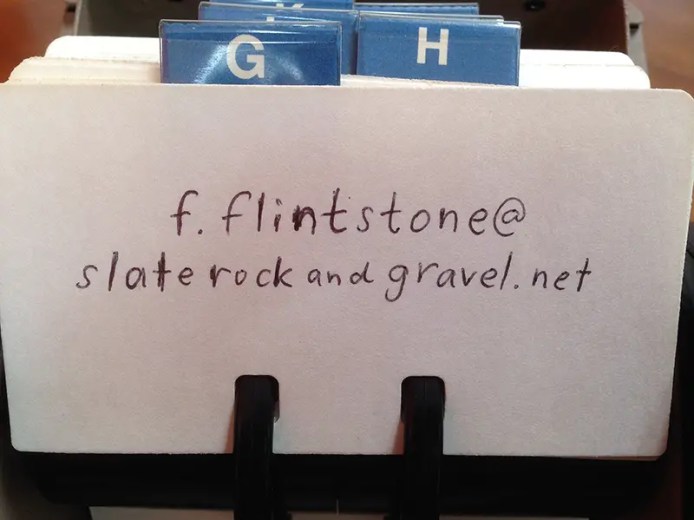 K
G H
f.flintstone@
slaterockandgravel.net